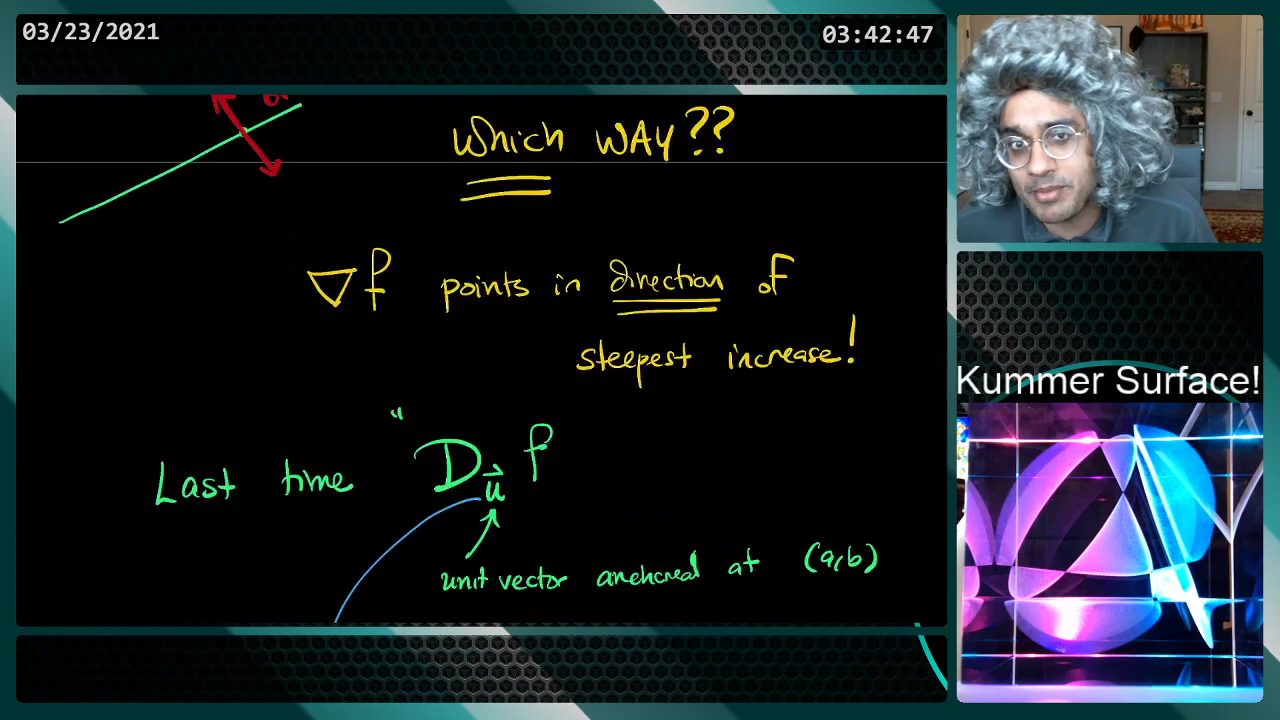 03/23/2021
03:42:47
Which WAY??
∇f points in direction of
steepest increase!
Kummer Surface!
Last time " D_u⃗ f
unit vector anchored at (a,b)